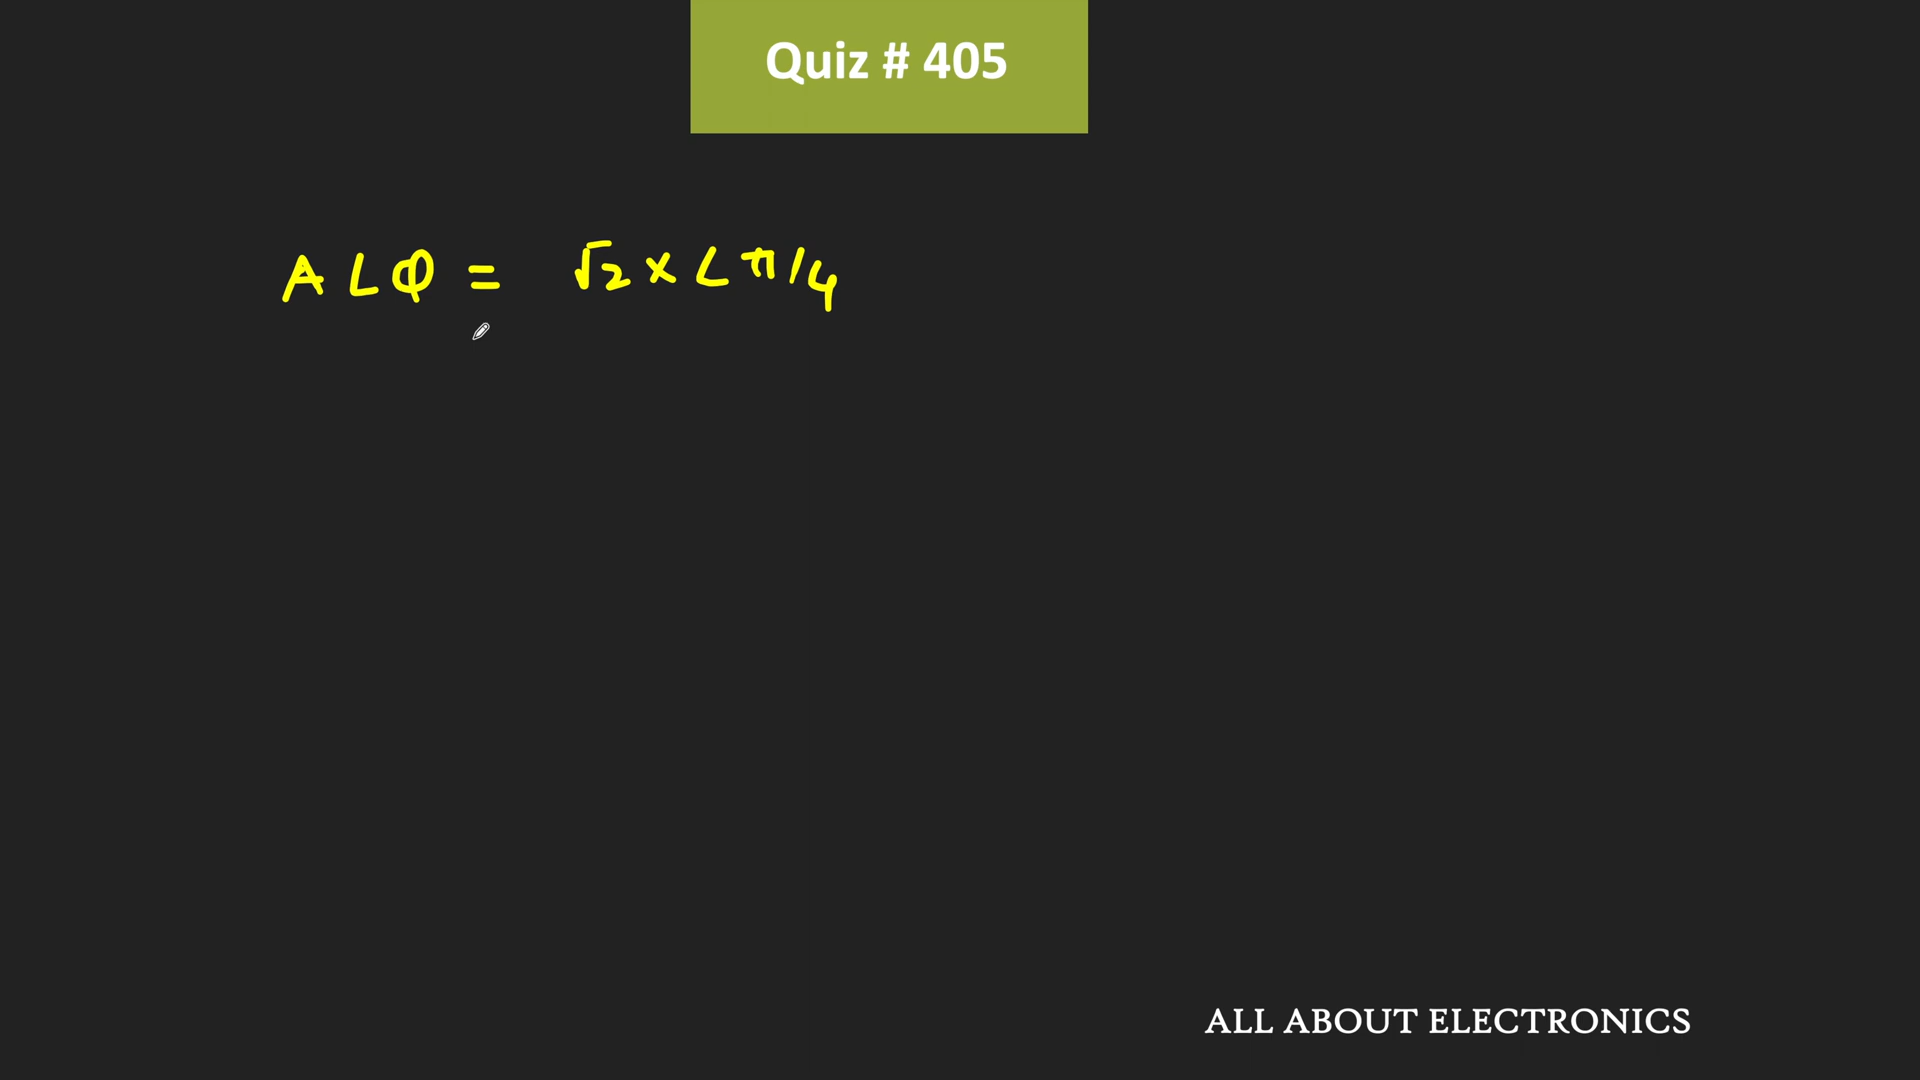 Quiz # 405
A ∠φ = √2 × ∠π/4
ALL ABOUT ELECTRONICS